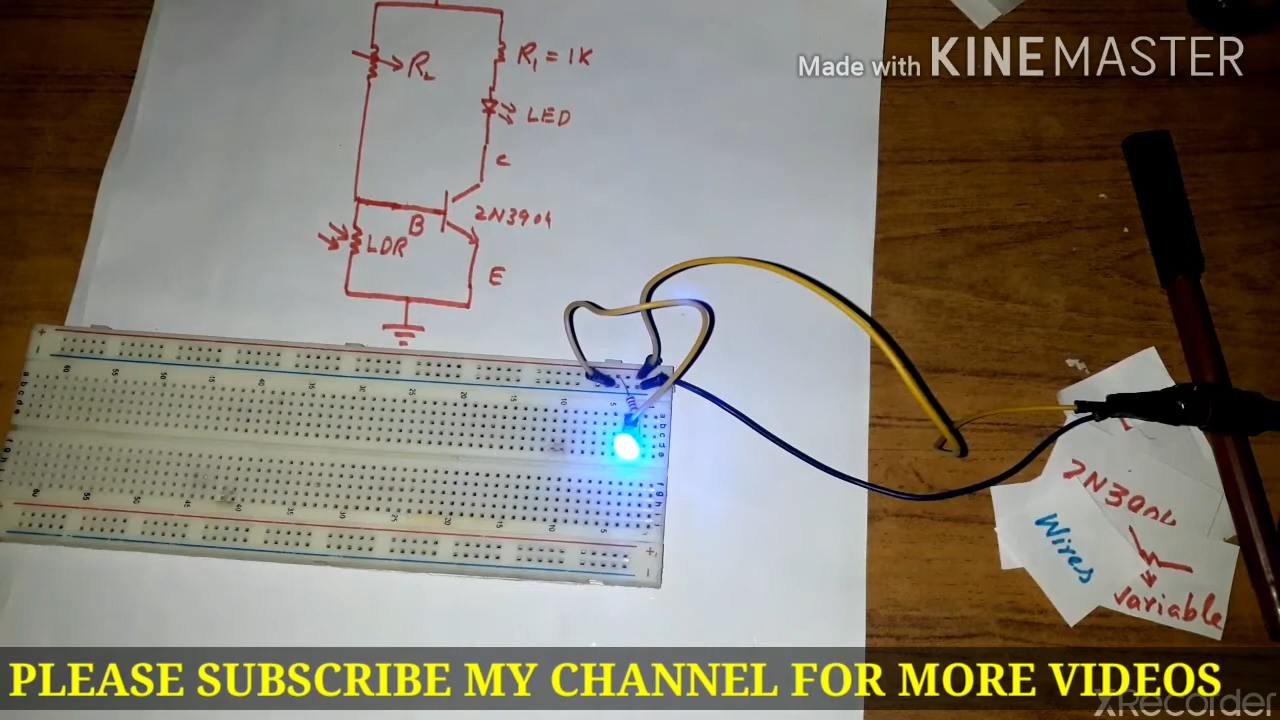 Made with KINEMASTER
R₂
R₁ = 1K
LED
C
B
2N3904
LDR
E
2N3904
Wires
variable
PLEASE SUBSCRIBE MY CHANNEL FOR MORE VIDEOS
XRecorder